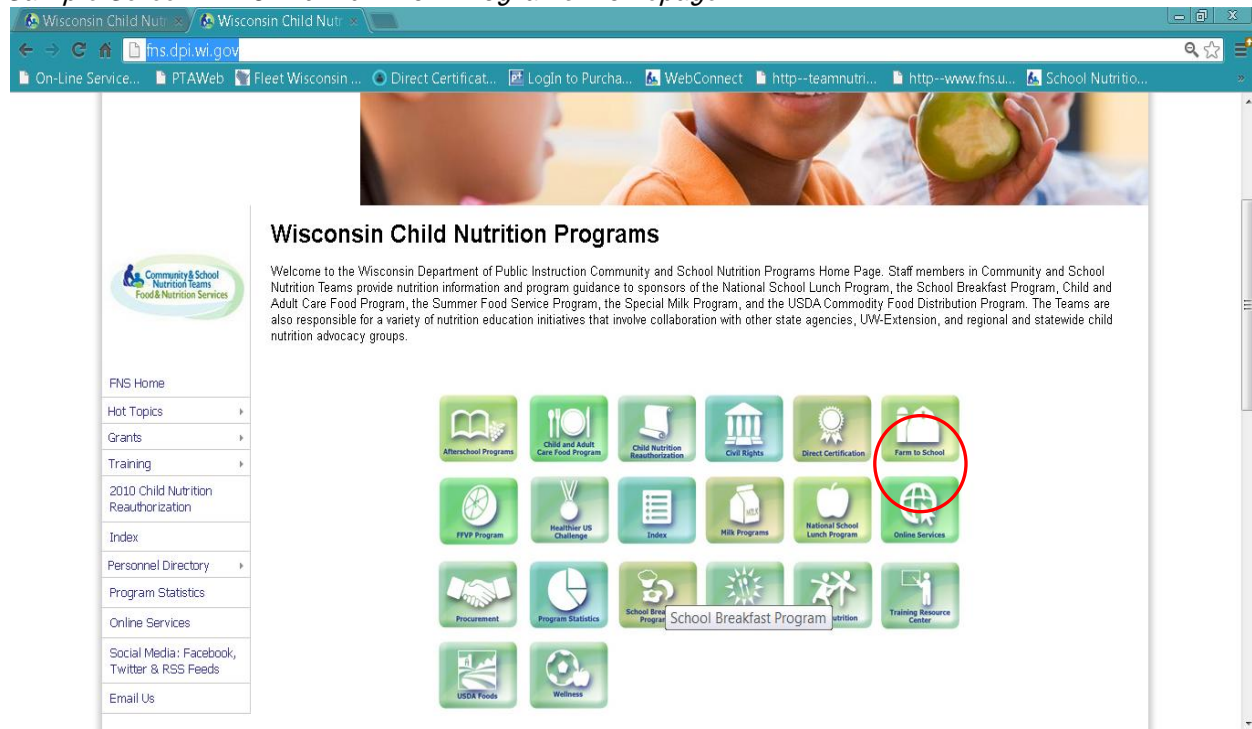 Wisconsin Child Nutr
Wisconsin Child Nutr
fns.dpi.wi.gov
On-Line Service... PTAWeb Fleet Wisconsin ... Direct Certificat... LogIn to Purcha... WebConnect http--teamnutri... http--www.fns.u... School Nutritio...
Wisconsin Child Nutrition Programs
Community & School
Nutrition Teams
Food & Nutrition Services
Welcome to the Wisconsin Department of Public Instruction Community and School Nutrition Programs Home Page. Staff members in Community and School
Nutrition Teams provide nutrition information and program guidance to sponsors of the National School Lunch Program, the School Breakfast Program, Child and
Adult Care Food Program, the Summer Food Service Program, the Special Milk Program, and the USDA Commodity Food Distribution Program. The Teams are
also responsible for a variety of nutrition education initiatives that involve collaboration with other state agencies, UW-Extension, and regional and statewide child
nutrition advocacy groups.
FNS Home
Hot Topics
Grants
Training
2010 Child Nutrition
Reauthorization
Index
Personnel Directory
Program Statistics
Online Services
Social Media: Facebook,
Twitter & RSS Feeds
Email Us
Afterschool Programs
Child and Adult
Care Food Program
Child Nutrition
Reauthorization
Civil Rights
Direct Certification
Farm to School
FFVP Program
Healthier US
Challenge
Index
MILK
Milk Programs
National School
Lunch Program
Online Services
Procurement
Program Statistics
School Breakfast Program
Training Resource
Center
USDA Foods
Wellness